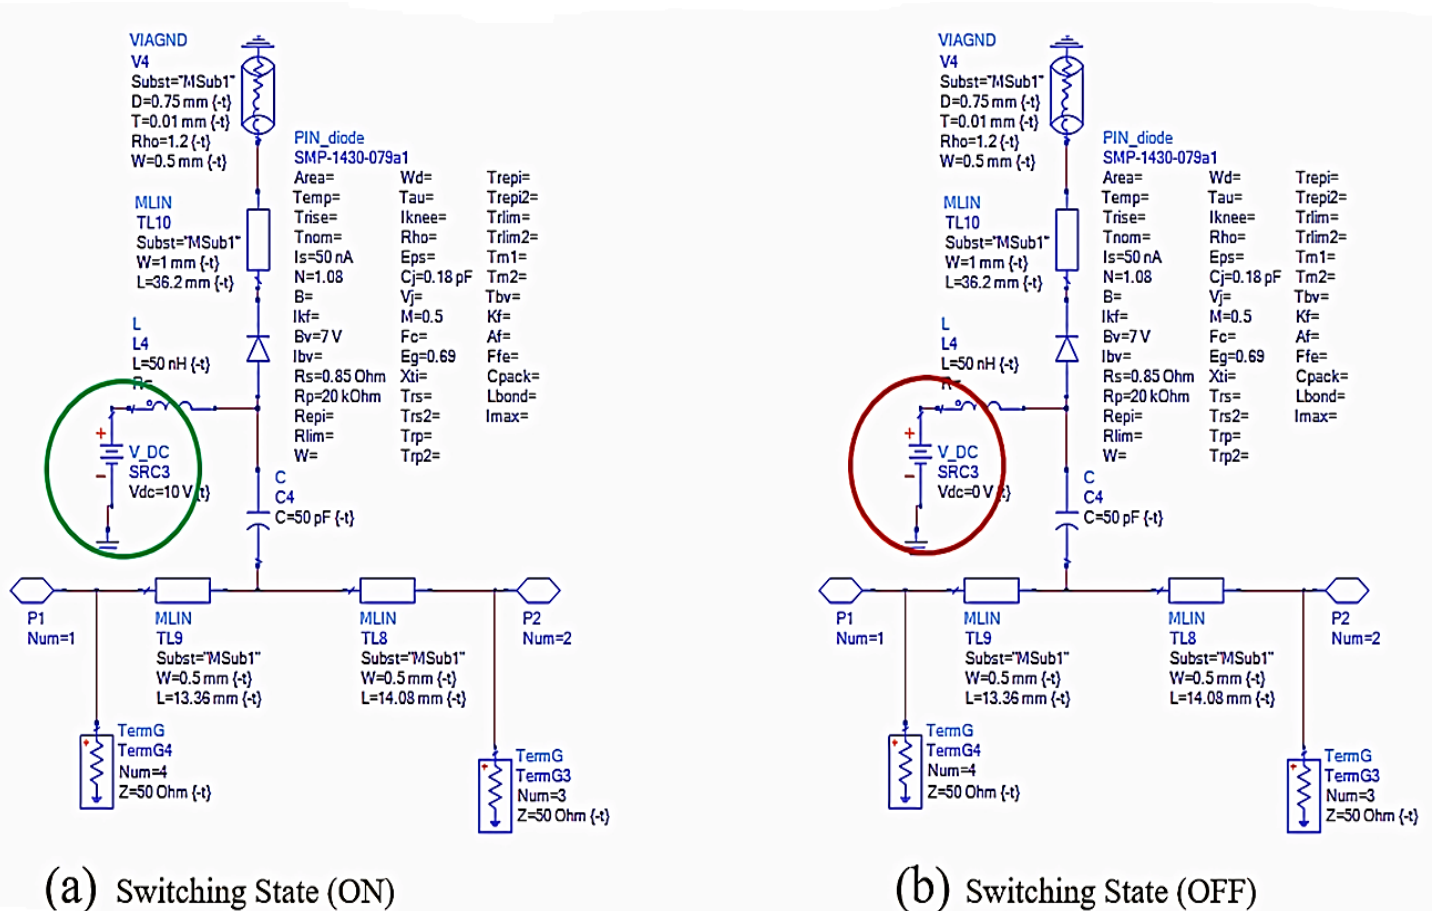 VIAGND
V4
Subst="MSub1"
D=0.75 mm {-t}
T=0.01 mm {-t}
Rho=1.2 {-t}
W=0.5 mm {-t}
PIN_diode
SMP-1430-079a1
Area=
Temp=
Trise=
Tnom=
Is=50 nA
N=1.08
B=
Ikf=
Bv=7 V
Ibv=
Rs=0.85 Ohm
Rp=20 kOhm
Repi=
Rlim=
W=
Wd=
Tau=
Iknee=
Rho=
Eps=
Cj=0.18 pF
Vj=
M=0.5
Fc=
Eg=0.69
Xti=
Trs=
Trs2=
Trp=
Trp2=
Trepi=
Trepi2=
Trlim=
Trlim2=
Tm1=
Tm2=
Tbv=
Kf=
Af=
Ffe=
Cpack=
Lbond=
Imax=
MLIN
TL10
Subst="MSub1"
W=1 mm {-t}
L=36.2 mm {-t}
L
L4
L=50 nH {-t}
R=
+
-
V_DC
SRC3
Vdc=10 V {t}
C
C4
C=50 pF {-t}
P1
Num=1
MLIN
TL9
Subst="MSub1"
W=0.5 mm {-t}
L=13.36 mm {-t}
MLIN
TL8
Subst="MSub1"
W=0.5 mm {-t}
L=14.08 mm {-t}
P2
Num=2
TermG
TermG4
Num=4
Z=50 Ohm {-t}
TermG
TermG3
Num=3
Z=50 Ohm {-t}
(a) Switching State (ON)
VIAGND
V4
Subst="MSub1"
D=0.75 mm {-t}
T=0.01 mm {-t}
Rho=1.2 {-t}
W=0.5 mm {-t}
PIN_diode
SMP-1430-079a1
Area=
Temp=
Trise=
Tnom=
Is=50 nA
N=1.08
B=
Ikf=
Bv=7 V
Ibv=
Rs=0.85 Ohm
Rp=20 kOhm
Repi=
Rlim=
W=
Wd=
Tau=
Iknee=
Rho=
Eps=
Cj=0.18 pF
Vj=
M=0.5
Fc=
Eg=0.69
Xti=
Trs=
Trs2=
Trp=
Trp2=
Trepi=
Trepi2=
Trlim=
Trlim2=
Tm1=
Tm2=
Tbv=
Kf=
Af=
Ffe=
Cpack=
Lbond=
Imax=
MLIN
TL10
Subst="MSub1"
W=1 mm {-t}
L=36.2 mm {-t}
L
L4
L=50 nH {-t}
R=
+
-
V_DC
SRC3
Vdc=0 V {t}
C
C4
C=50 pF {-t}
P1
Num=1
MLIN
TL9
Subst="MSub1"
W=0.5 mm {-t}
L=13.36 mm {-t}
MLIN
TL8
Subst="MSub1"
W=0.5 mm {-t}
L=14.08 mm {-t}
P2
Num=2
TermG
TermG4
Num=4
Z=50 Ohm {-t}
TermG
TermG3
Num=3
Z=50 Ohm {-t}
(b) Switching State (OFF)